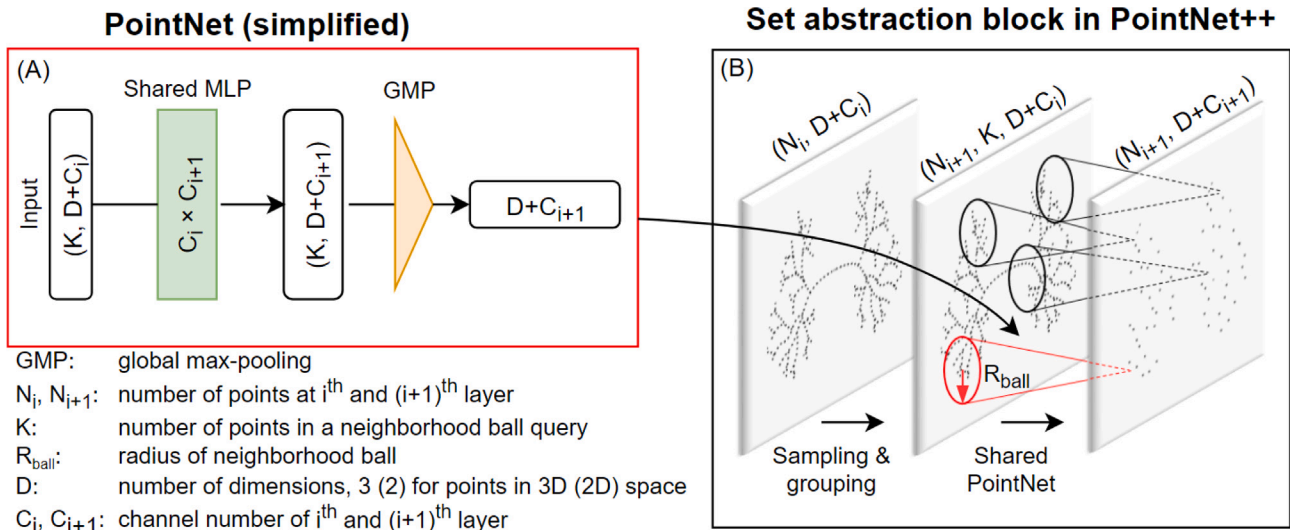 PointNet (simplified)
Set abstraction block in PointNet++
(A)
Shared MLP
GMP
Input
(K, D+Cᵢ)
Cᵢ × Cᵢ₊₁
(K, D+Cᵢ₊₁)
D+Cᵢ₊₁
GMP: global max-pooling
Nᵢ, Nᵢ₊₁: number of points at iᵗʰ and (i+1)ᵗʰ layer
K: number of points in a neighborhood ball query
R_ball: radius of neighborhood ball
D: number of dimensions, 3 (2) for points in 3D (2D) space
Cᵢ, Cᵢ₊₁: channel number of iᵗʰ and (i+1)ᵗʰ layer
(B)
(Nᵢ, D+Cᵢ)
(Nᵢ₊₁, K, D+Cᵢ)
(Nᵢ₊₁, D+Cᵢ₊₁)
R_ball
Sampling &
grouping
Shared
PointNet